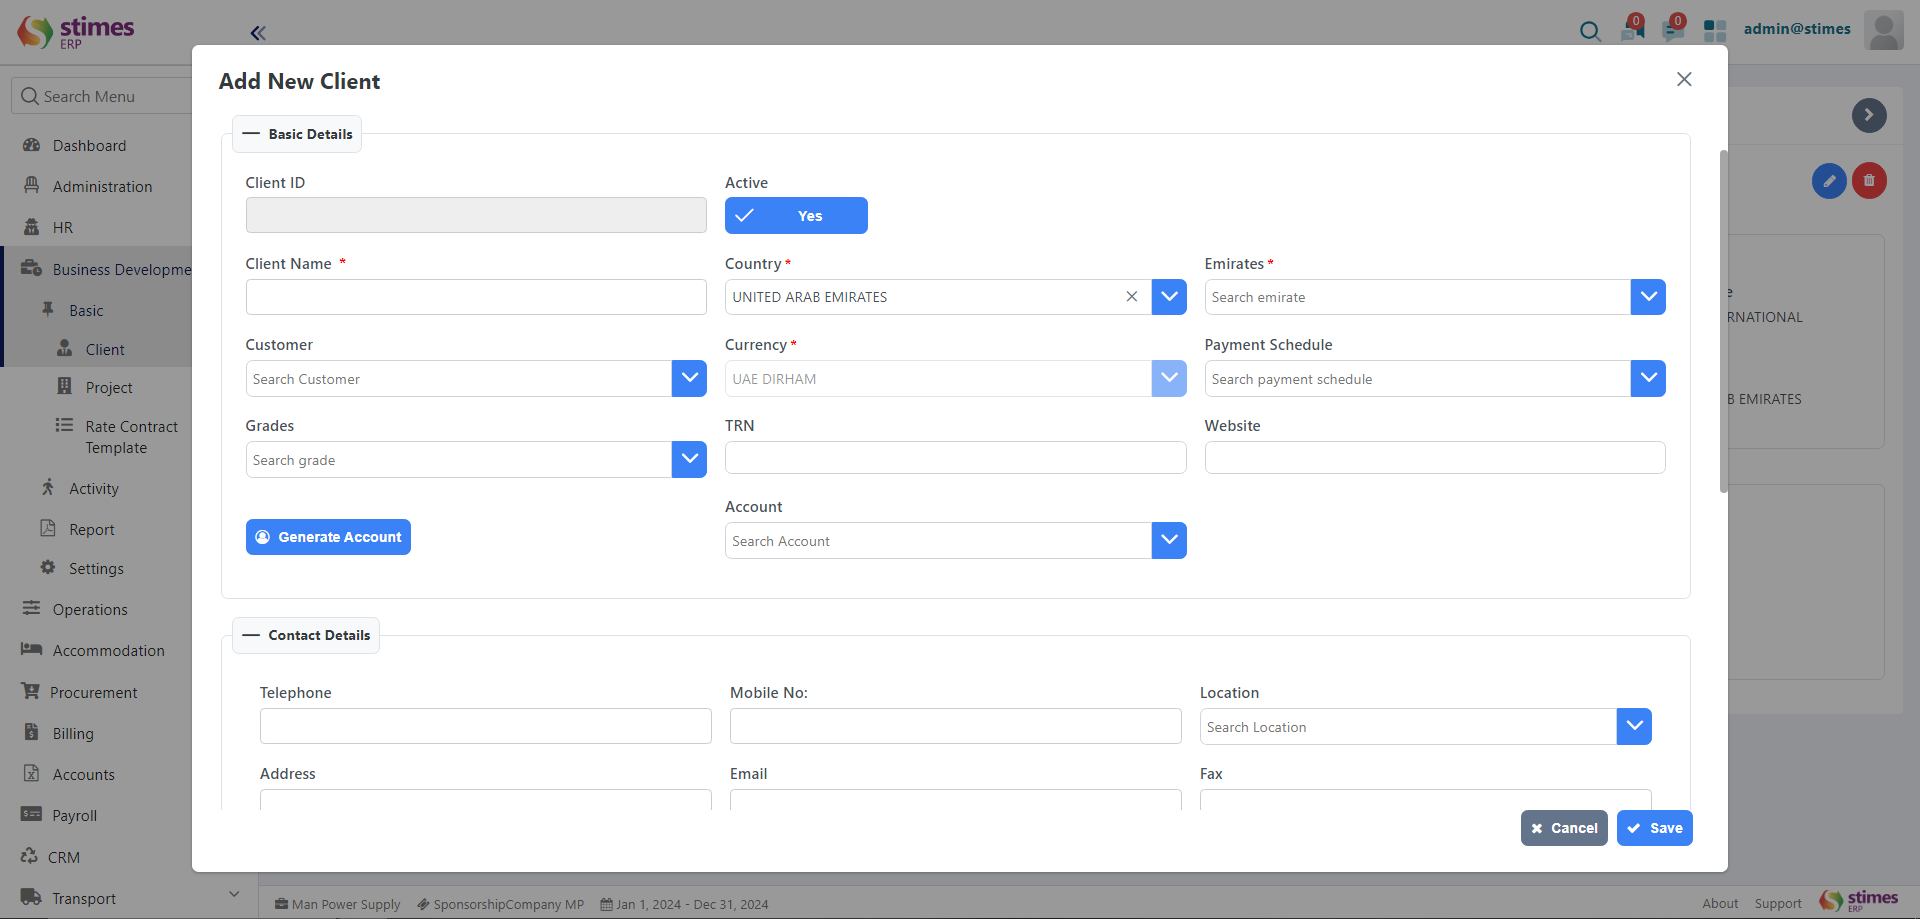 stimes
ERP
0
0
admin@stimes
Search Menu
Dashboard
Administration
HR
Business Developme
Basic
Client
Project
Rate Contract
Template
Activity
Report
Settings
Operations
Accommodation
Procurement
Billing
Accounts
Payroll
CRM
Transport
Add New Client
Basic Details
Client ID
Active
Yes
Client Name *
Country *
Emirates *
UNITED ARAB EMIRATES
Search emirate
Customer
Currency *
Payment Schedule
Search Customer
UAE DIRHAM
Search payment schedule
Grades
TRN
Website
Search grade
Account
Generate Account
Search Account
Contact Details
Telephone
Mobile No:
Location
Search Location
Address
Email
Fax
Cancel
Save
e
RNATIONAL
B EMIRATES
Man Power Supply
SponsorshipCompany MP
Jan 1, 2024 - Dec 31, 2024
About
Support
stimes
ERP